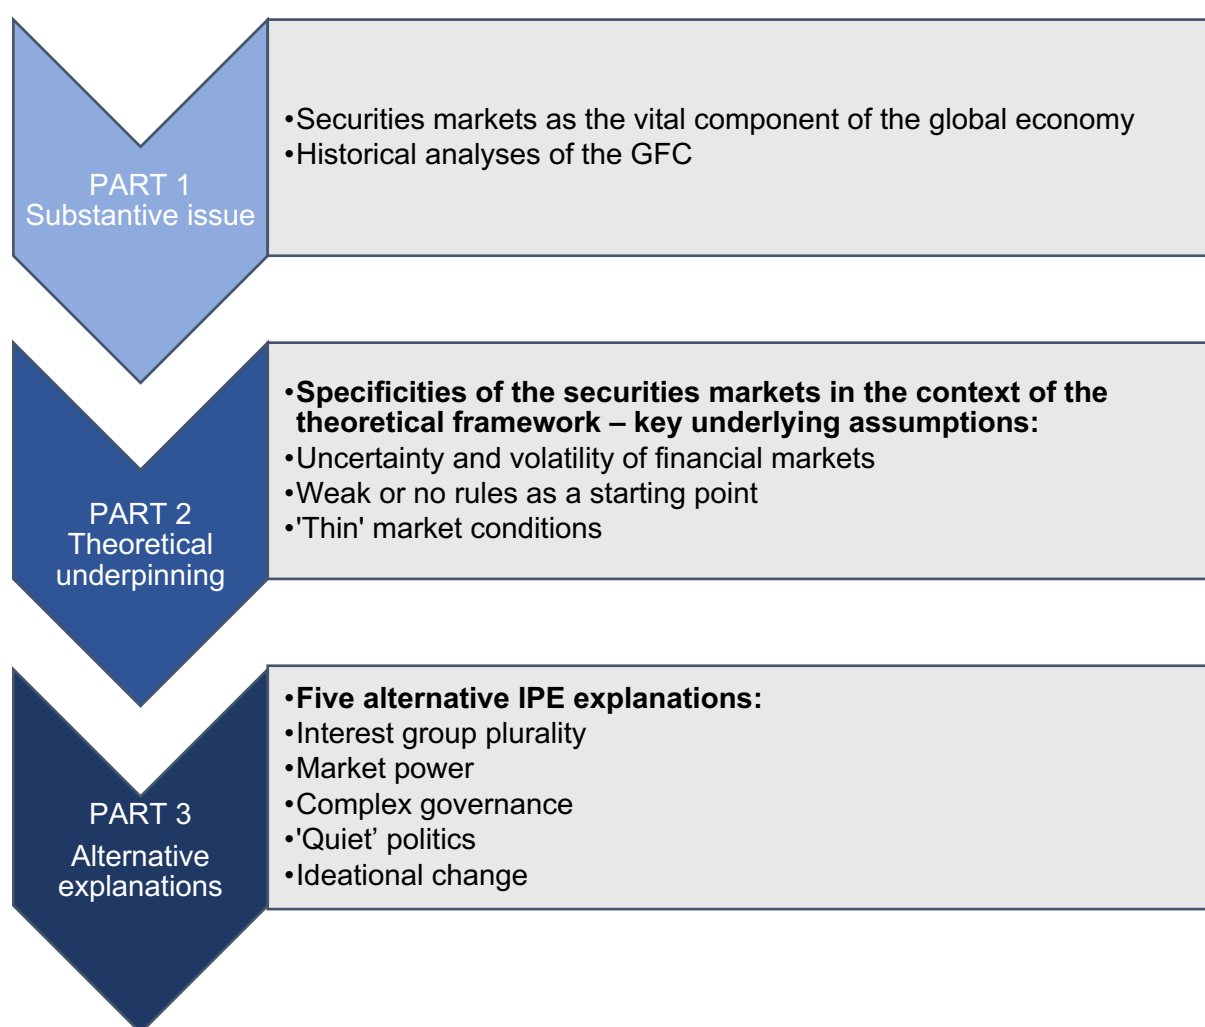 PART 1
Substantive issue
•Securities markets as the vital component of the global economy
•Historical analyses of the GFC
PART 2
Theoretical
underpinning
•Specificities of the securities markets in the context of the
theoretical framework – key underlying assumptions:
•Uncertainty and volatility of financial markets
•Weak or no rules as a starting point
•'Thin' market conditions
PART 3
Alternative
explanations
•Five alternative IPE explanations:
•Interest group plurality
•Market power
•Complex governance
•'Quiet’ politics
•Ideational change